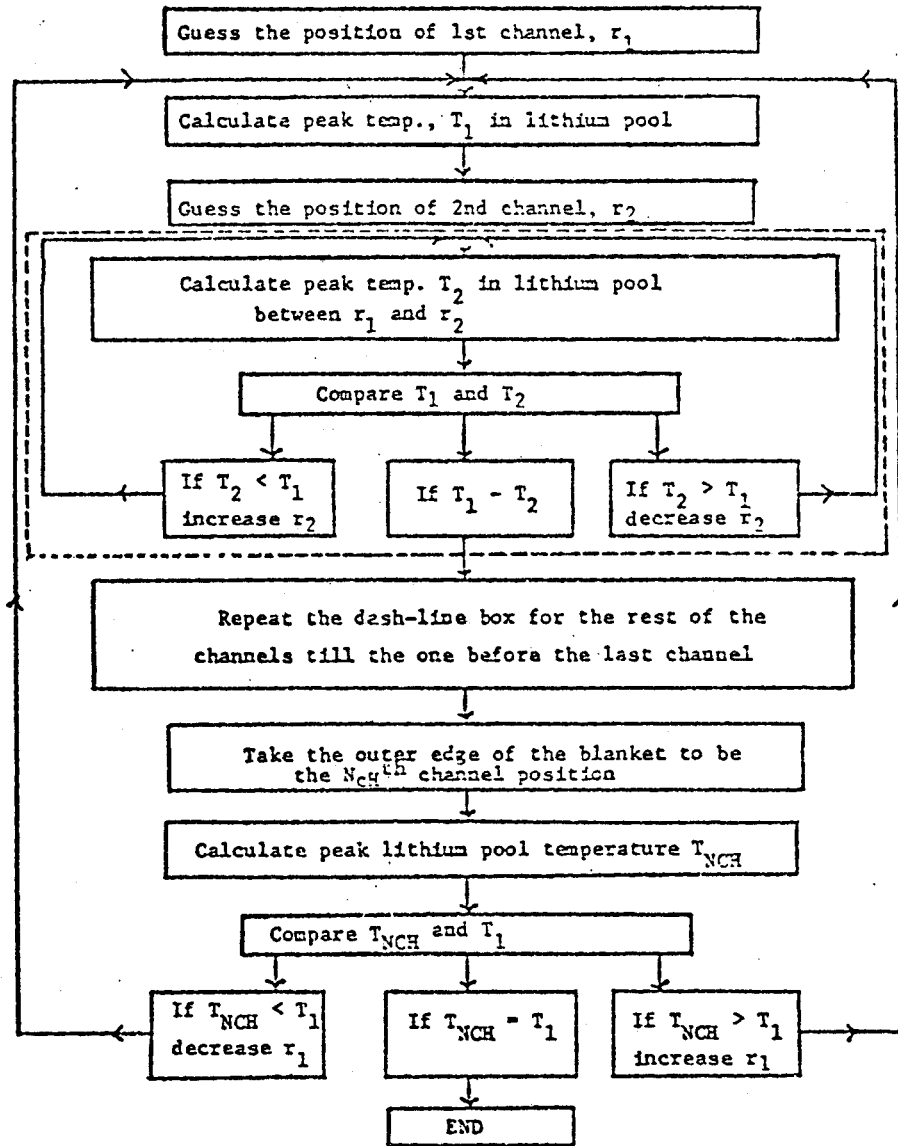 Guess the position of 1st channel, r1
Calculate peak temp., T1 in lithium pool
Guess the position of 2nd channel, r2
Calculate peak temp. T2 in lithium pool
between r1 and r2
Compare T1 and T2
If T2 < T1
increase r2
If T1 - T2
If T2 > T1
decrease r2
Repeat the dash-line box for the rest of the
channels till the one before the last channel
Take the outer edge of the blanket to be
the NCHth channel position
Calculate peak lithium pool temperature TNCH
Compare TNCH and T1
If TNCH < T1
decrease r1
If TNCH - T1
If TNCH > T1
increase r1
END